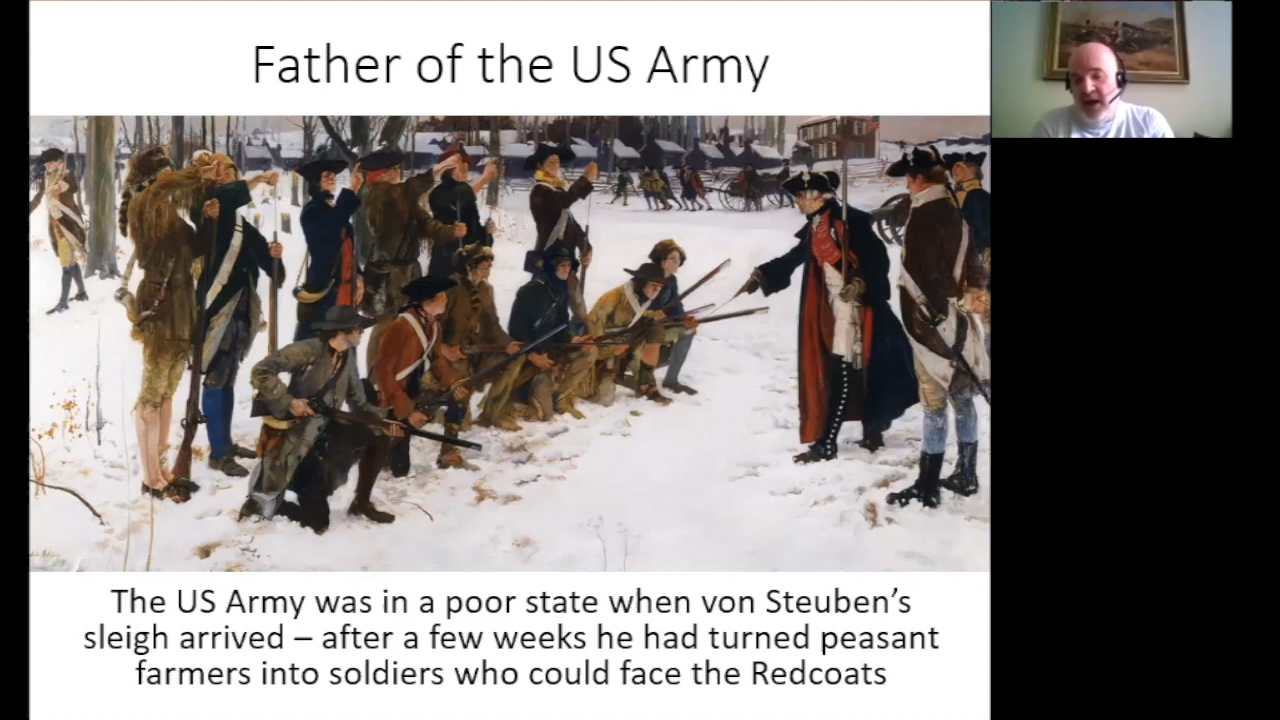 Father of the US Army
The US Army was in a poor state when von Steuben’s
sleigh arrived – after a few weeks he had turned peasant
farmers into soldiers who could face the Redcoats